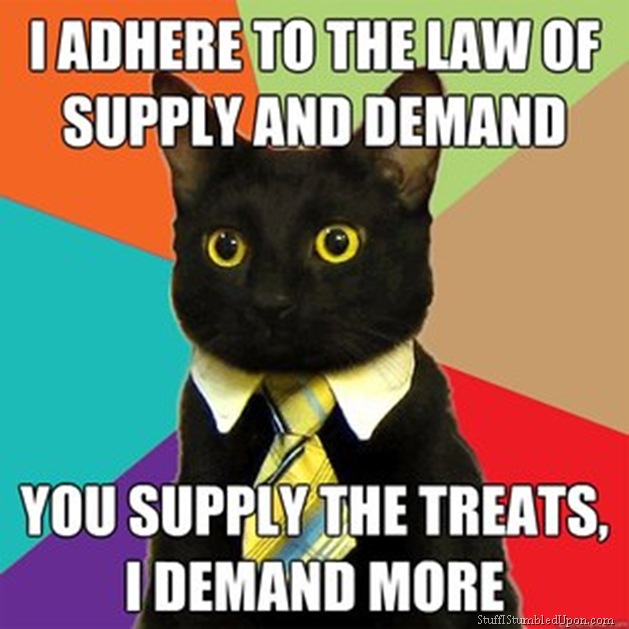 I ADHERE TO THE LAW OF
SUPPLY AND DEMAND
YOU SUPPLY THE TREATS,
I DEMAND MORE
StuffIStumbledUpon.com